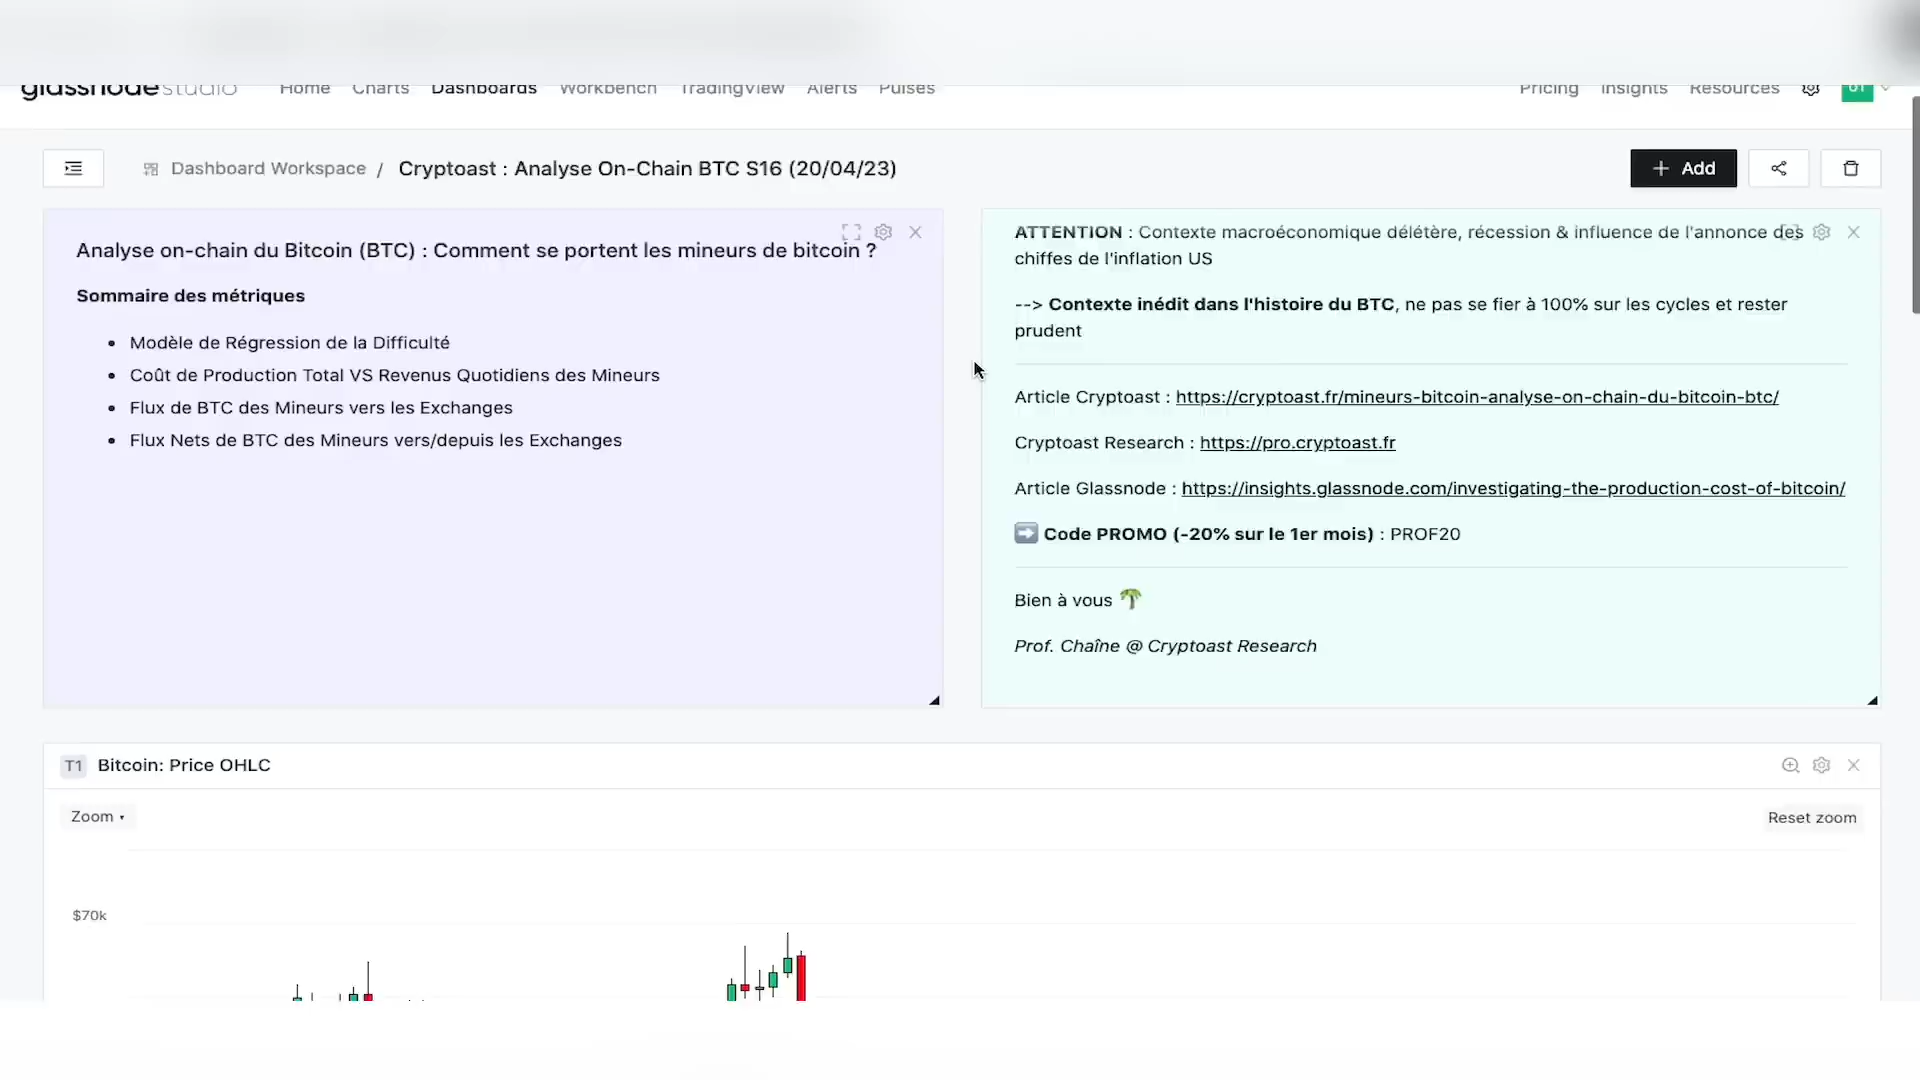 glassnode studio Home Charts Dashboards Workbench TradingView Alerts Pulses Pricing Insights Resources
Dashboard Workspace / Cryptoast : Analyse On-Chain BTC S16 (20/04/23)
+ Add
Analyse on-chain du Bitcoin (BTC) : Comment se portent les mineurs de bitcoin ?
Sommaire des métriques
• Modèle de Régression de la Difficulté
• Coût de Production Total VS Revenus Quotidiens des Mineurs
• Flux de BTC des Mineurs vers les Exchanges
• Flux Nets de BTC des Mineurs vers/depuis les Exchanges
ATTENTION : Contexte macroéconomique délétère, récession & influence de l'annonce des
chiffes de l'inflation US
--> Contexte inédit dans l'histoire du BTC, ne pas se fier à 100% sur les cycles et rester
prudent
Article Cryptoast : https://cryptoast.fr/mineurs-bitcoin-analyse-on-chain-du-bitcoin-btc/
Cryptoast Research : https://pro.cryptoast.fr
Article Glassnode : https://insights.glassnode.com/investigating-the-production-cost-of-bitcoin/
➡️ Code PROMO (-20% sur le 1er mois) : PROF20
Bien à vous 🌴
Prof. Chaîne @ Cryptoast Research
T1 Bitcoin: Price OHLC
Zoom
Reset zoom
$70k